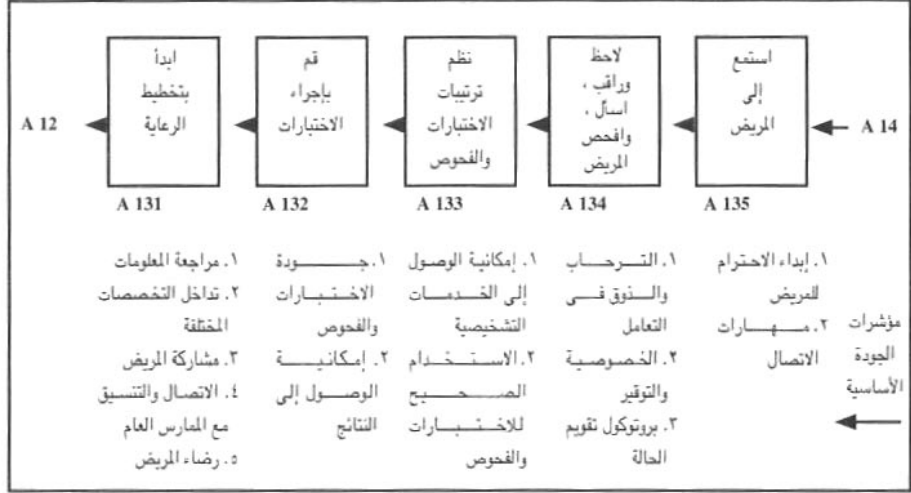 A 14
استمع
إلى
المريض
A 135
لاحظ
وراقب ،
اسأل ،
وافحص
المريض
A 134
نظم
ترتيبات
الاختبارات
والفحوص
A 133
قم
بإجراء
الاختبارات
A 132
ابدأ
بتخطيط
الرعاية
A 131
A 12
مؤشرات
الجودة
الأساسية
١. إبداء الاحترام
للمريض
٢. مهارات
الاتصال
١. الترحاب
والذوق فى
التعامل
٢. الخصوصية
والتوقير
٣. بروتوكول تقويم
الحالة
١. إمكانية الوصول
إلى الخدمات
التشخيصية
٢. الاستخدام
الصحيح
للاختبارات
والفحوص
١. جودة
الاختبارات
والفحوص
٢. إمكانية
الوصول إلى
النتائج
١. مراجعة المعلومات
٢. تداخل التخصصات
المختلفة
٣. مشاركة المريض
٤. الاتصال والتنسيق
مع الممارس العام
٥. رضاء المريض